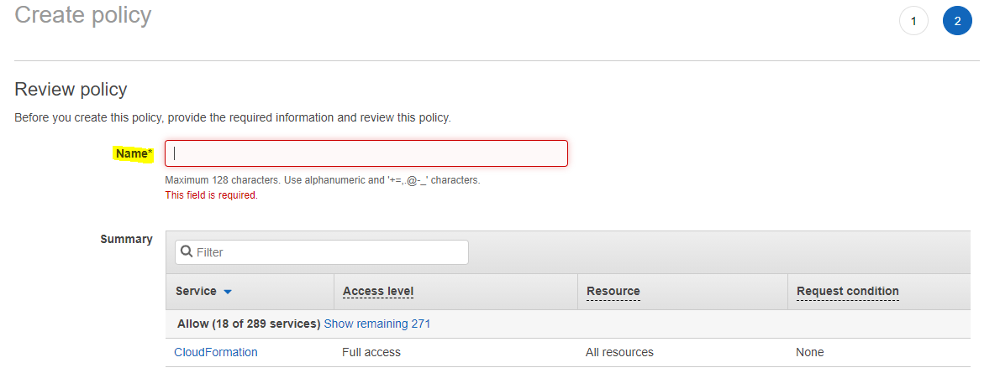 Create policy
1
2
Review policy
Before you create this policy, provide the required information and review this policy.
Name*
Maximum 128 characters. Use alphanumeric and '+=,.@-_' characters.
This field is required.
Summary
Filter
Service Access level Resource Request condition
Allow (18 of 289 services) Show remaining 271
CloudFormation Full access All resources None